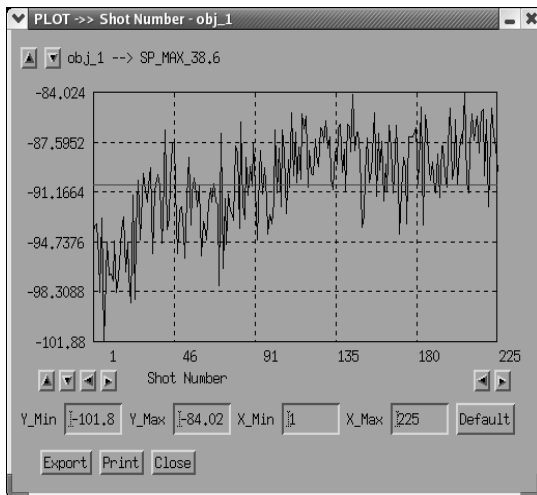 PLOT ->> Shot Number - obj_1
obj_1 --> SP_MAX_38.6
-84.024
-87.5952
-91.1664
-94.7376
-98.3088
-101.88
1 46 91 135 180 225
Shot Number
Y_Min -101.8 Y_Max -84.02 X_Min 1 X_Max 225 Default
Export Print Close